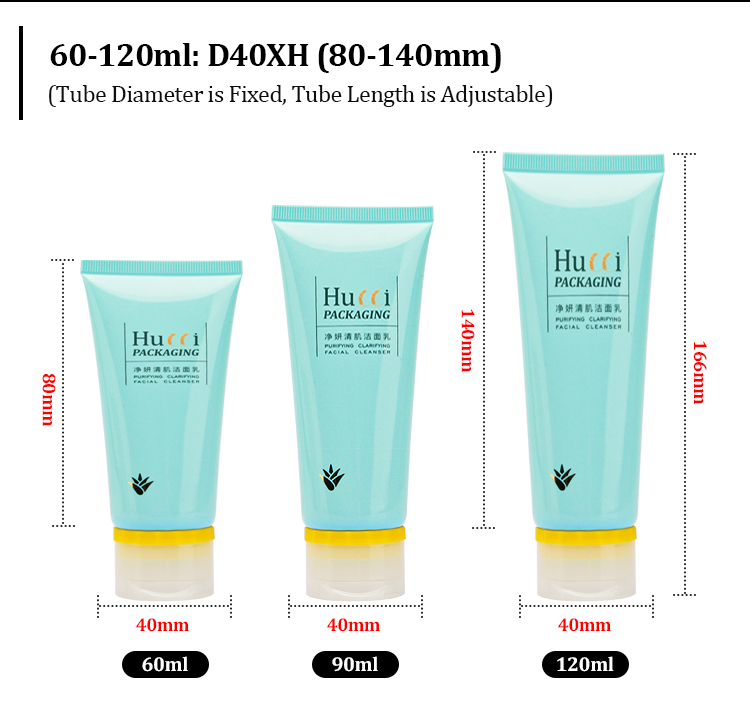 60-120ml: D40XH (80-140mm)
(Tube Diameter is Fixed, Tube Length is Adjustable)
80mm
Hucci
PACKAGING
净妍清肌洁面乳
PURIFYING CLARIFYING
FACIAL CLEANSER
40mm
60ml
Hucci
PACKAGING
净妍清肌洁面乳
PURIFYING CLARIFYING
FACIAL CLEANSER
40mm
90ml
140mm
Hucci
PACKAGING
净妍清肌洁面乳
PURIFYING CLARIFYING
FACIAL CLEANSER
166mm
40mm
120ml